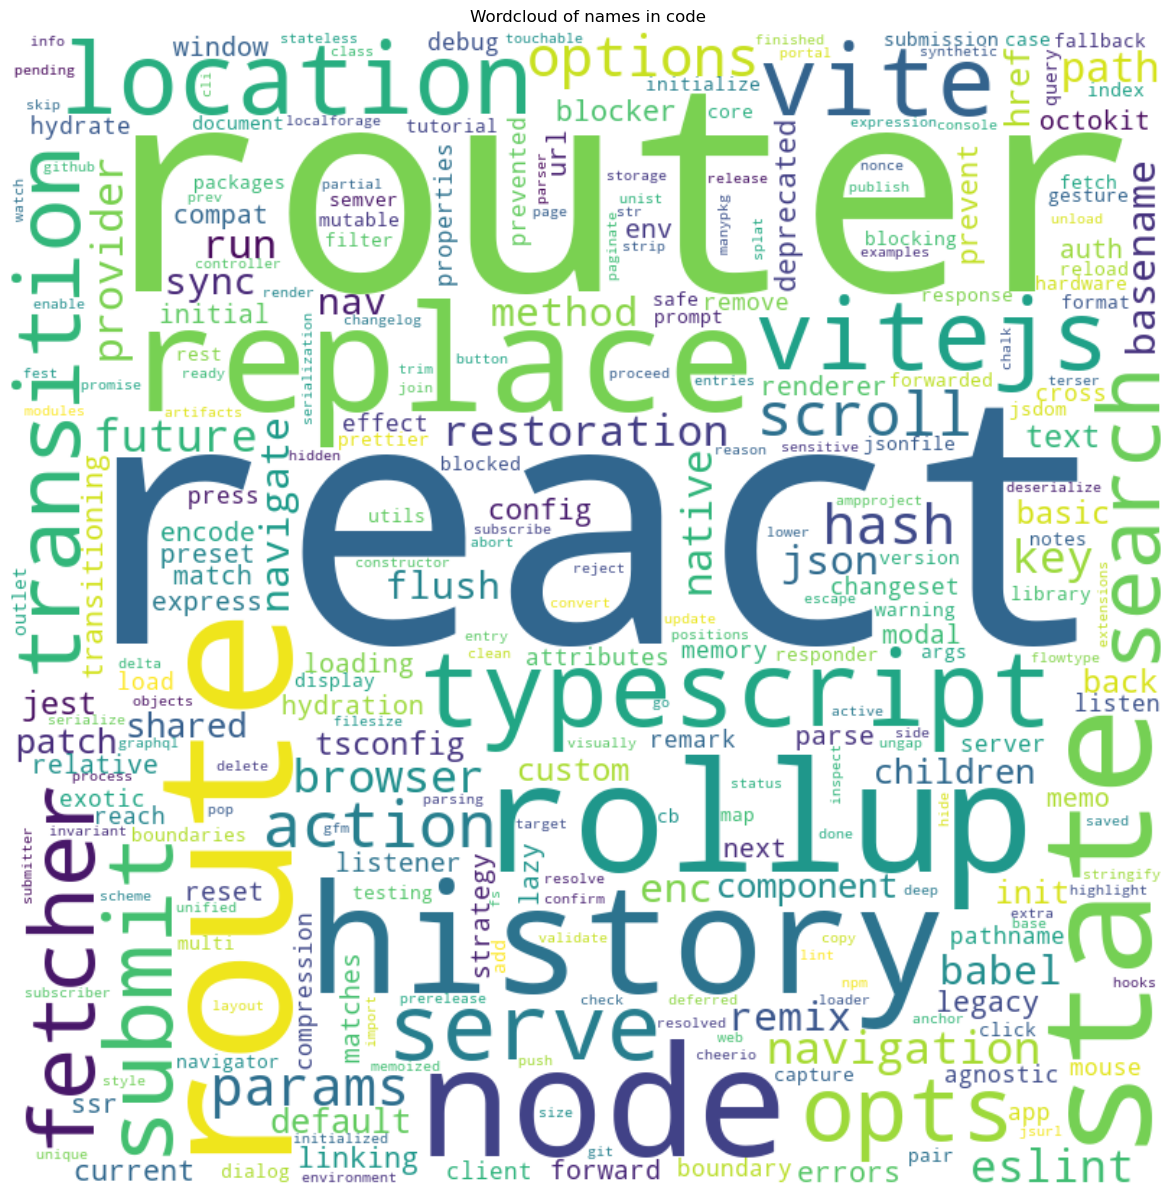 Wordcloud of names in code
info
stateless
touchable
finished
submission
case
fallback
window
class
debug
options
portal
synthetic
pending
location
cli
initialize
vite
href
query
path
index
skip
hydrate
document
localforage
tutorial
blocker
core
expression
console
octokit
router
github
prev
packages
partial
semver
mutable
filter
properties
prevented
parser
url
page
storage
unist
str
env
strip
release
manypkg
splat
deprecated
nonce
publish
blocking
examples
prevent
fetch
gesture
unload
auth
reload
hardware
basename
watch
transition
provider
compat
run
controller
sync
render
nav
paginate
enable
initial
changelog
method
safe
prompt
remove
response
format
vitejs
replace
rest
ready
serialization
trim
join
button
proceed
entries
chalk
fest
promise
renderer
forwarded
terser
cross
jsdom
modules
artifacts
effect
prettier
restoration
scroll
reason
sensitive
jsonfile
text
search
future
hidden
navigate
blocked
react
transitioning
press
encode
preset
match
express
utils
config
subscribe
abort
constructor
reject
convert
native
ampproject
hash
lower
json
version
changeset
escape
warning
deserialize
basic
notes
key
library
extensions
outlet
update
positions
entry
clean
attributes
memory
responder
modal
args
flowtype
delta
load
objects
loading
display
hydration
filesize
typescript
go
back
listen
jest
serialize
shared
patch
graphql
relative
process
delete
tsconfig
visually
remark
parse
active
ungap
side
server
route
browser
custom
children
state
exotic
reach
pop
parsing
status
inspect
hide
memo
saved
invariant
boundaries
action
gfm
target
rollup
cb
map
done
next
fetcher
submitter
submit
scheme
reset
unified
listener
testing
strategy
lazy
fs
resolve
confirm
enc
component
deep
init
stringify
highlight
extra
base
multi
history
add
validate
copy
lint
pathname
compression
subscriber
layout
matches
import
prerelease
check
deferred
npm
loader
babel
legacy
hooks
serve
resolved
remix
anchor
click
navigator
memoized
push
web
cheerio
navigation
agnostic
mouse
style
ssr
params
node
capture
opts
app
jsurl
default
size
initialized
unique
current
dialog
linking
environment
client
forward
git
boundary
errors
pair
eslint